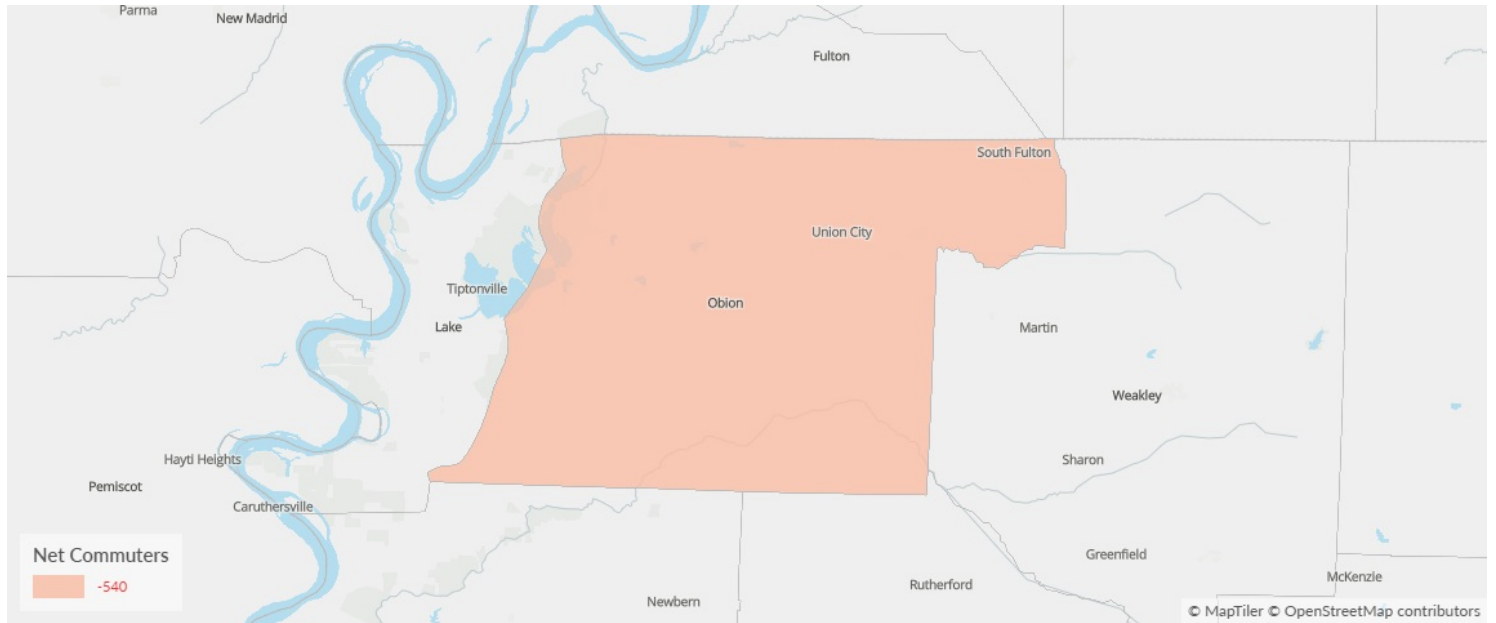 Parma
New Madrid
Fulton
South Fulton
Union City
Tiptonville
Obion
Lake
Martin
Weakley
Hayti Heights
Sharon
Pemiscot
Caruthersville
Net Commuters
-540
Greenfield
McKenzie
Rutherford
Newbern
© MapTiler © OpenStreetMap contributors